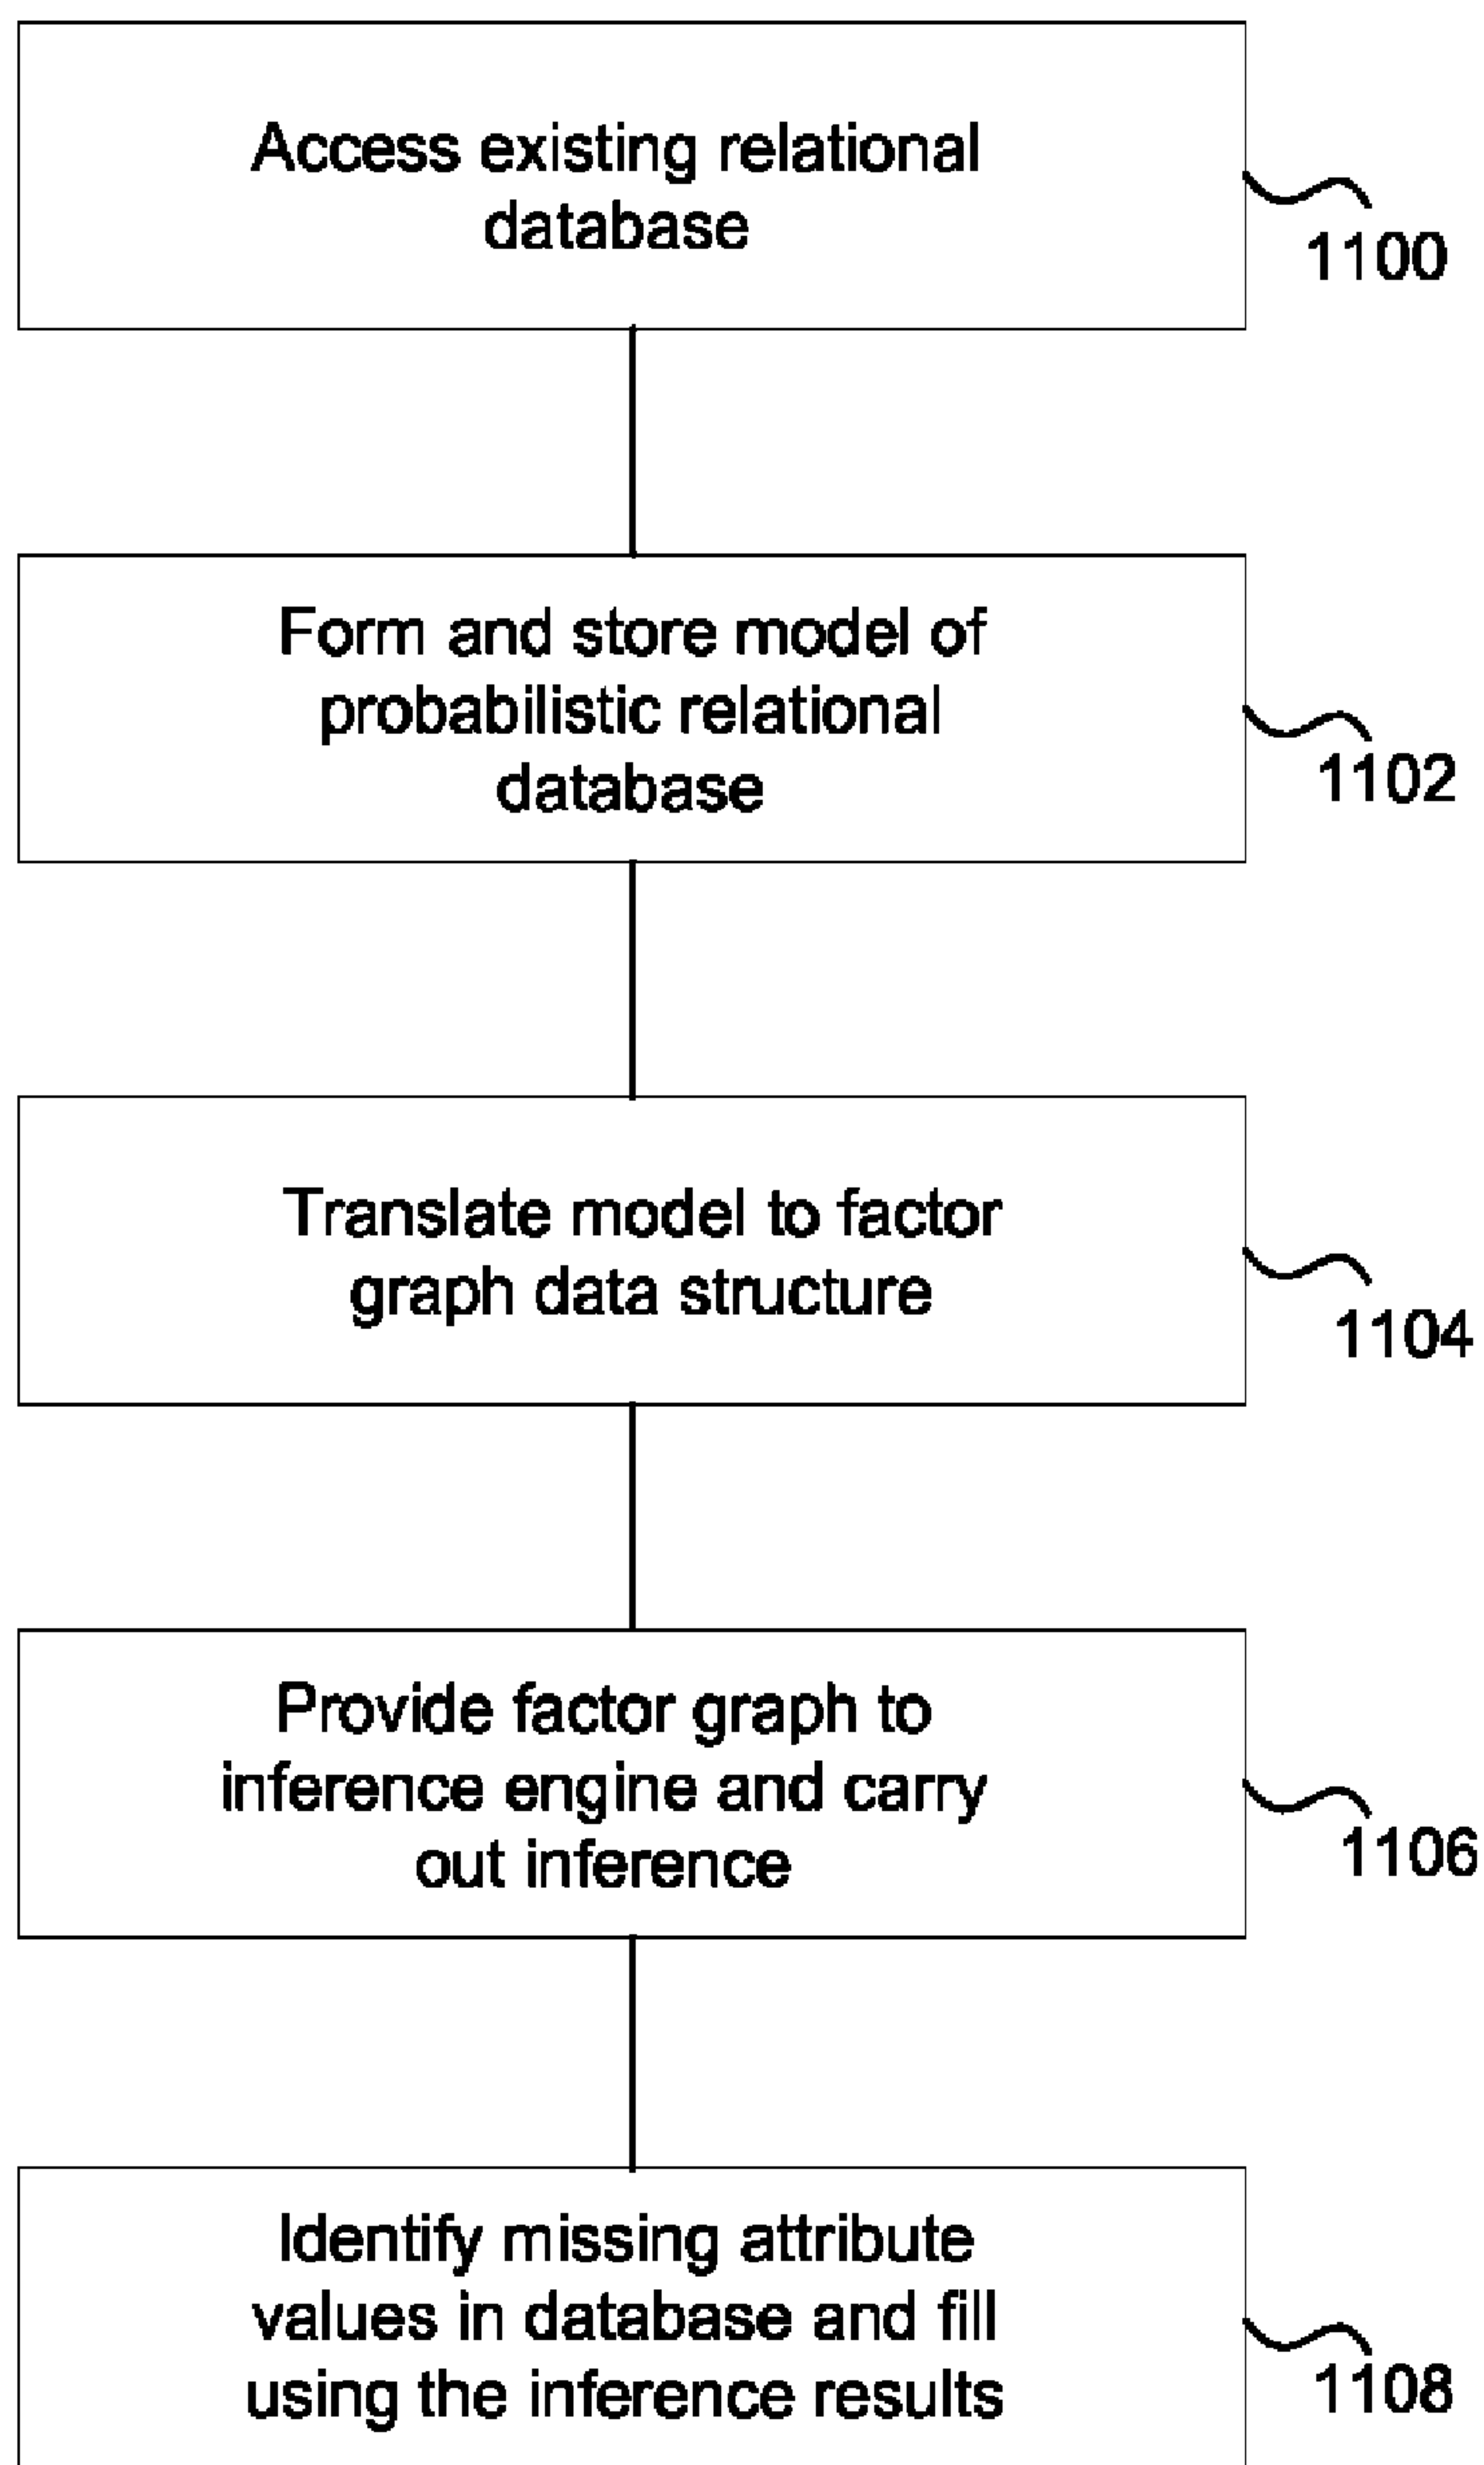 Access existing relational
database
1100
Form and store model of
probabilistic relational
database
1102
Translate model to factor
graph data structure
1104
Provide factor graph to
inference engine and carry
out inference
1106
Identify missing attribute
values in database and fill
using the inference results
1108